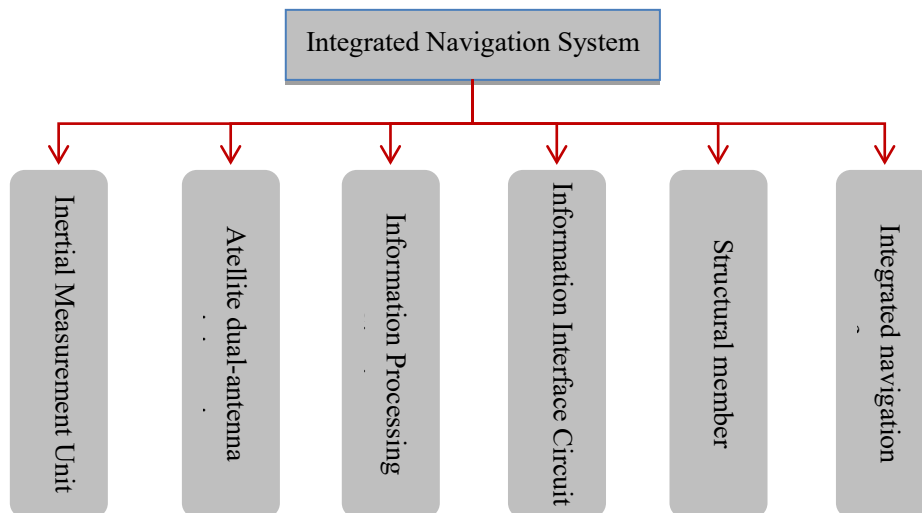 Integrated Navigation System
Inertial Measurement Unit
Atellite dual-antenna
Information Processing
Information Interface Circuit
Structural member
Integrated navigation